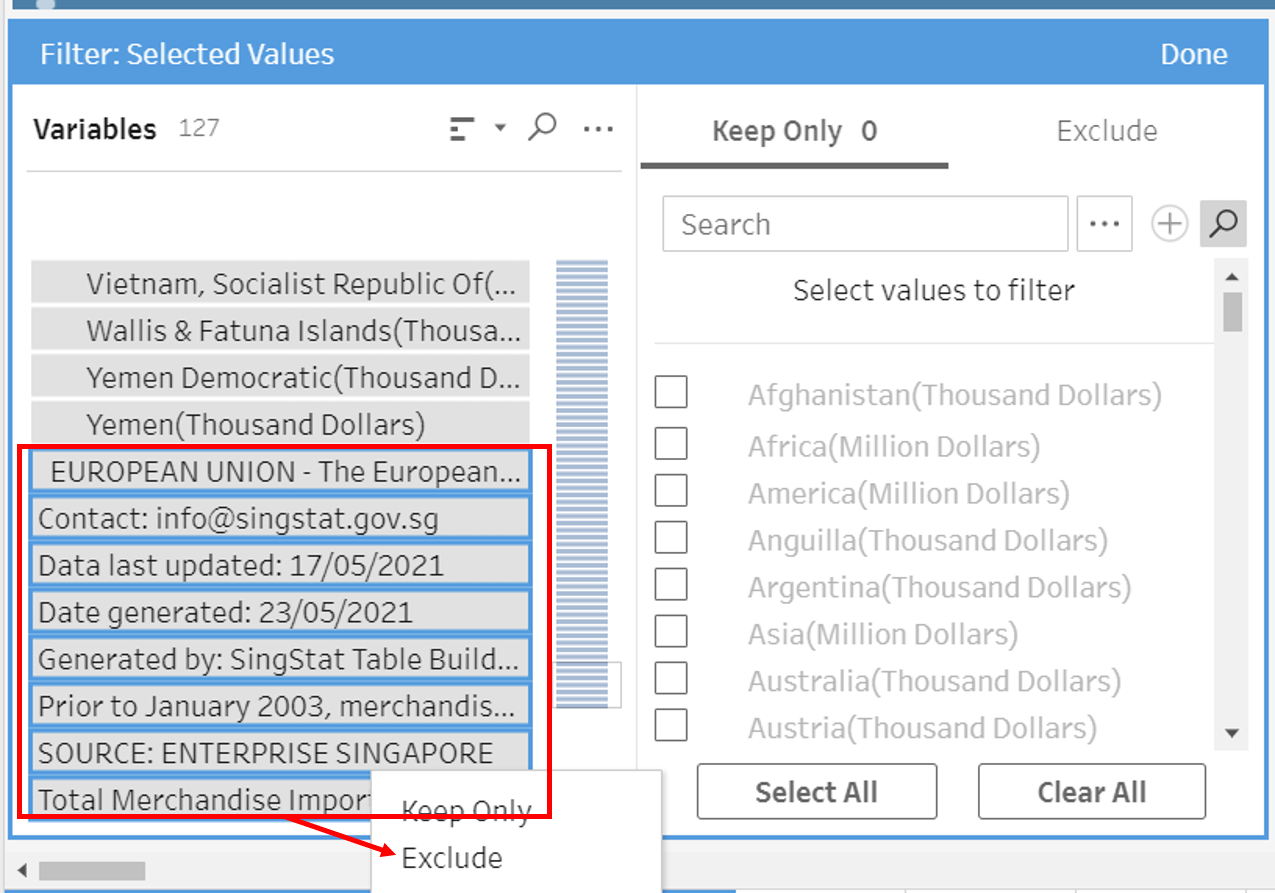 Filter: Selected Values
Done
Variables 127
Vietnam, Socialist Republic Of(...
Wallis & Fatuna Islands(Thousa...
Yemen Democratic(Thousand D...
Yemen(Thousand Dollars)
EUROPEAN UNION - The European...
Contact: info@singstat.gov.sg
Data last updated: 17/05/2021
Date generated: 23/05/2021
Generated by: SingStat Table Build...
Prior to January 2003, merchandis...
SOURCE: ENTERPRISE SINGAPORE
Total Merchandise Import
Keep Only
Exclude
Keep Only 0
Exclude
Search
Select values to filter
Afghanistan(Thousand Dollars)
Africa(Million Dollars)
America(Million Dollars)
Anguilla(Thousand Dollars)
Argentina(Thousand Dollars)
Asia(Million Dollars)
Australia(Thousand Dollars)
Austria(Thousand Dollars)
Select All
Clear All